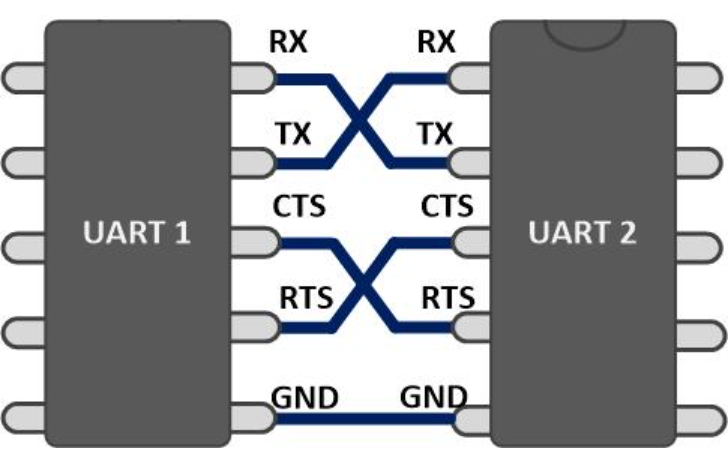 RX RX
TX TX
CTS CTS
UART 1 UART 2
RTS RTS
GND GND